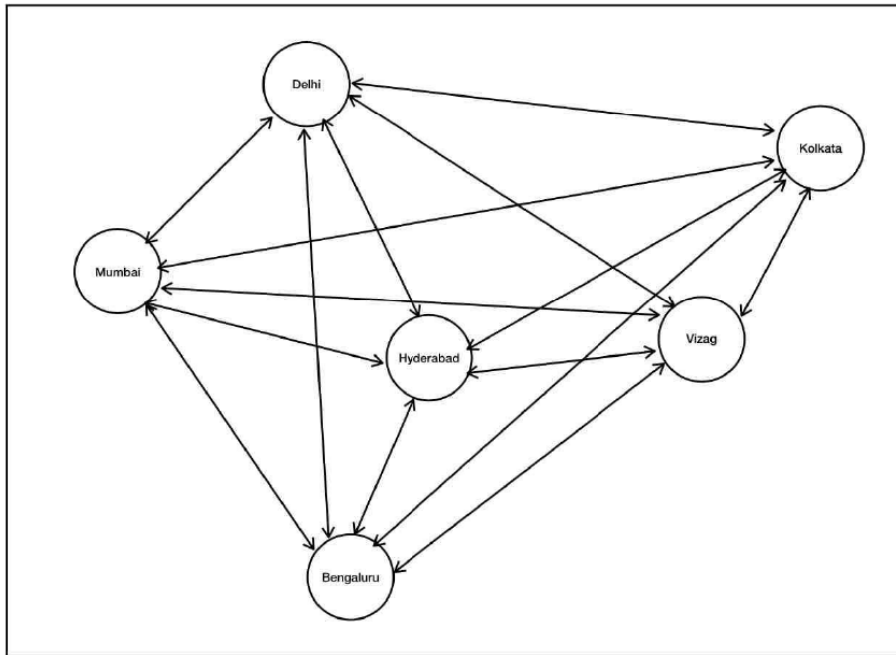 Delhi
Kolkata
Mumbai
Vizag
Hyderabad
Bengaluru